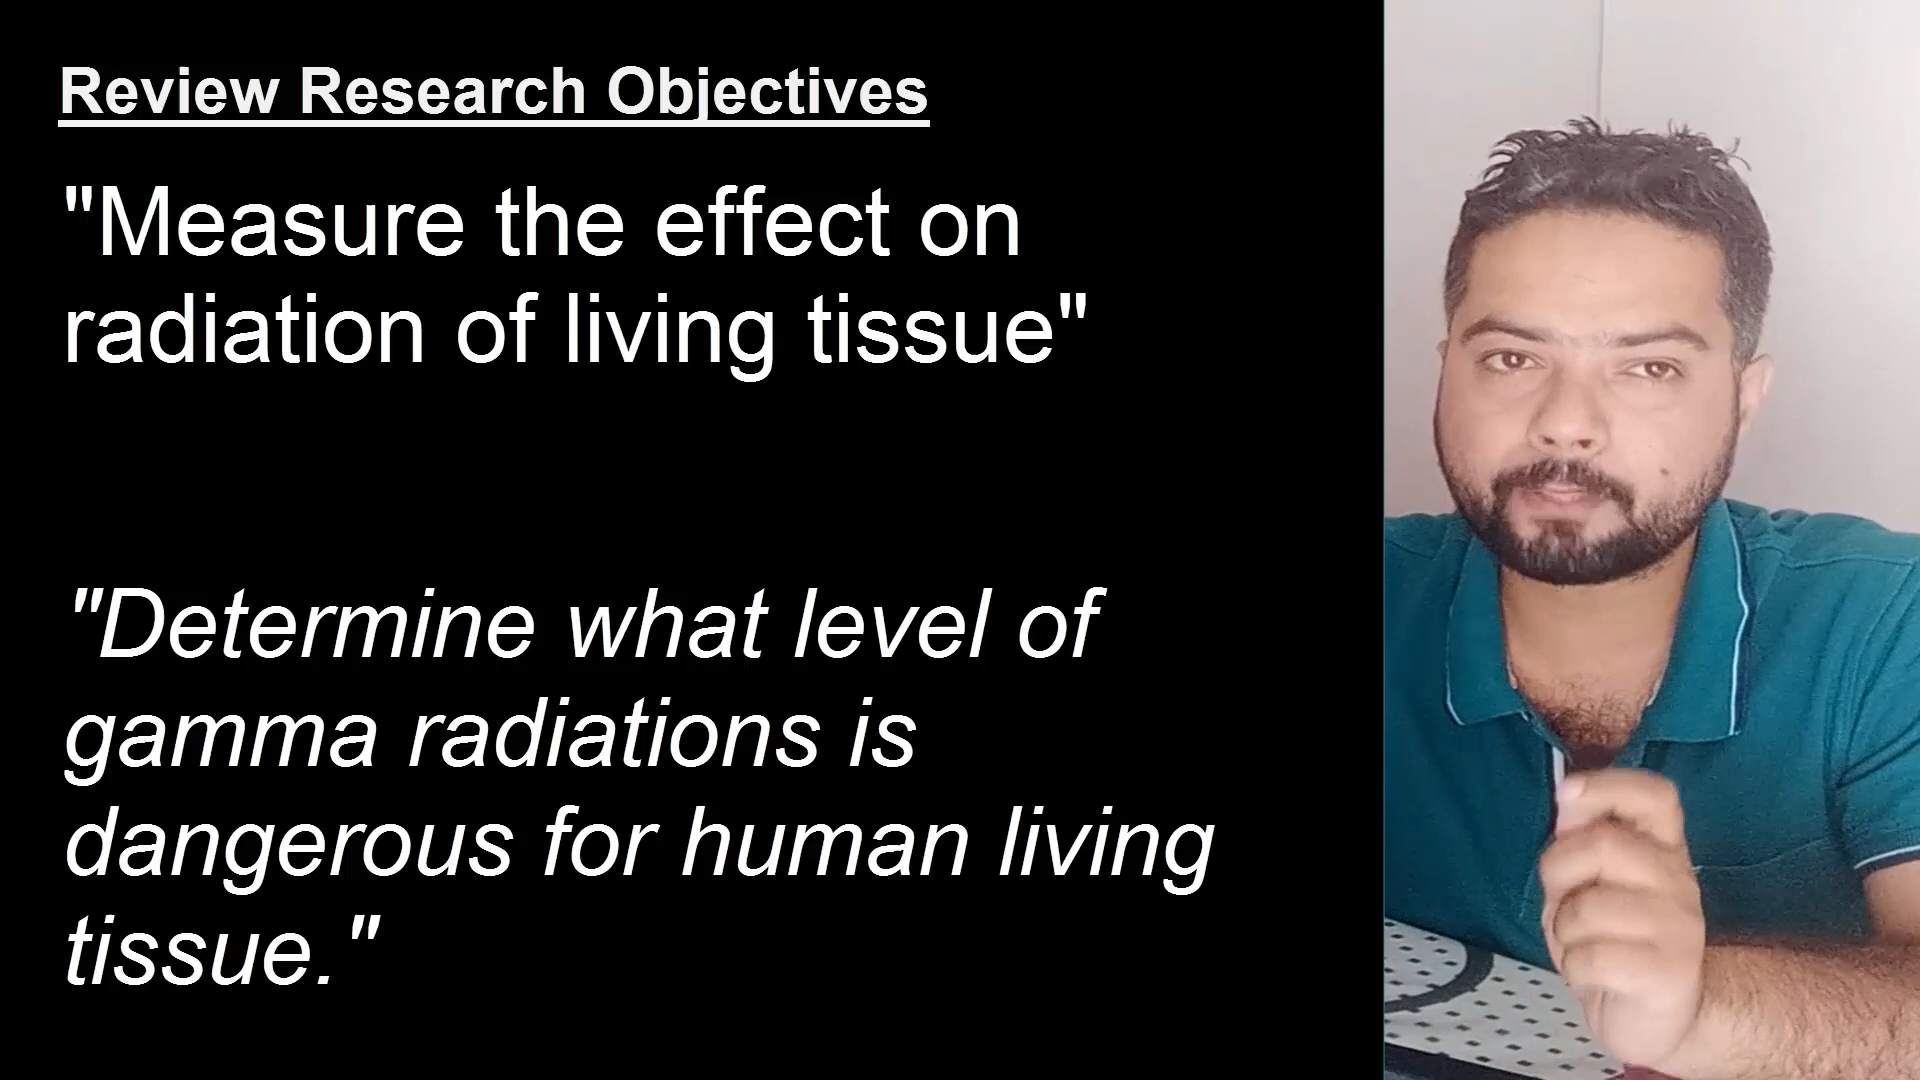 Review Research Objectives
"Measure the effect on
radiation of living tissue"
"Determine what level of
gamma radiations is
dangerous for human living
tissue."